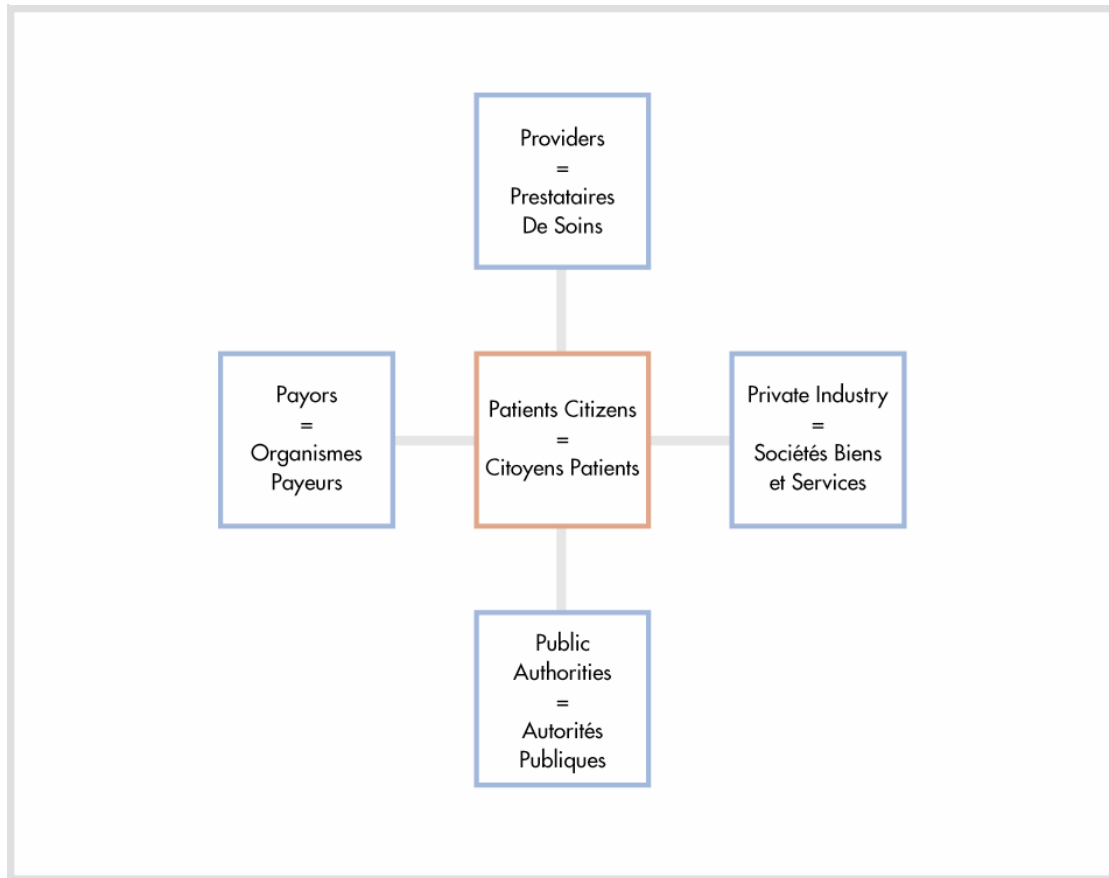 Providers
=
Prestataires
De Soins
Payors
=
Organismes
Payeurs
Patients Citizens
=
Citoyens Patients
Private Industry
=
Sociétés Biens
et Services
Public
Authorities
=
Autorités
Publiques